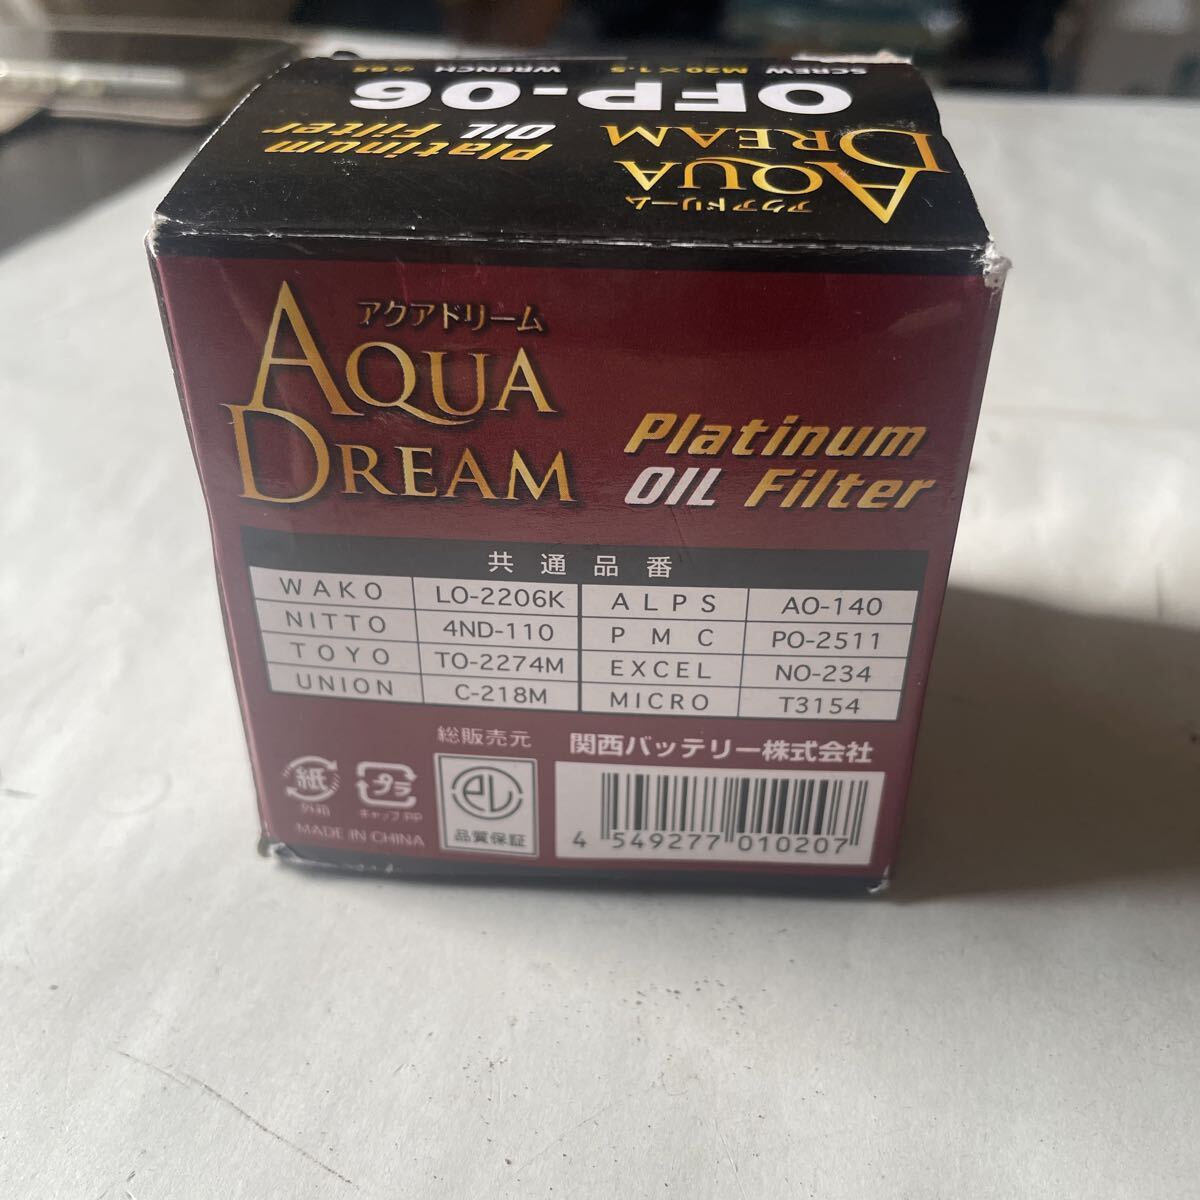 SCREW M20×1.5
WRENCH Φ65
OFP-06
Platinum
OIL Filter
AQUA
DREAM
アクアドリーム
アクアドリーム
AQUA
DREAM
Platinum
OIL Filter
共通品番
WAKO LO-2206K ALPS AO-140
NITTO 4ND-110 PMC PO-2511
TOYO TO-2274M EXCEL NO-234
UNION C-218M MICRO T3154
総販売元 関西バッテリー株式会社
紙
外箱
プラ
キャップ:PP
MADE IN CHINA
品質保証
4 549277 010207